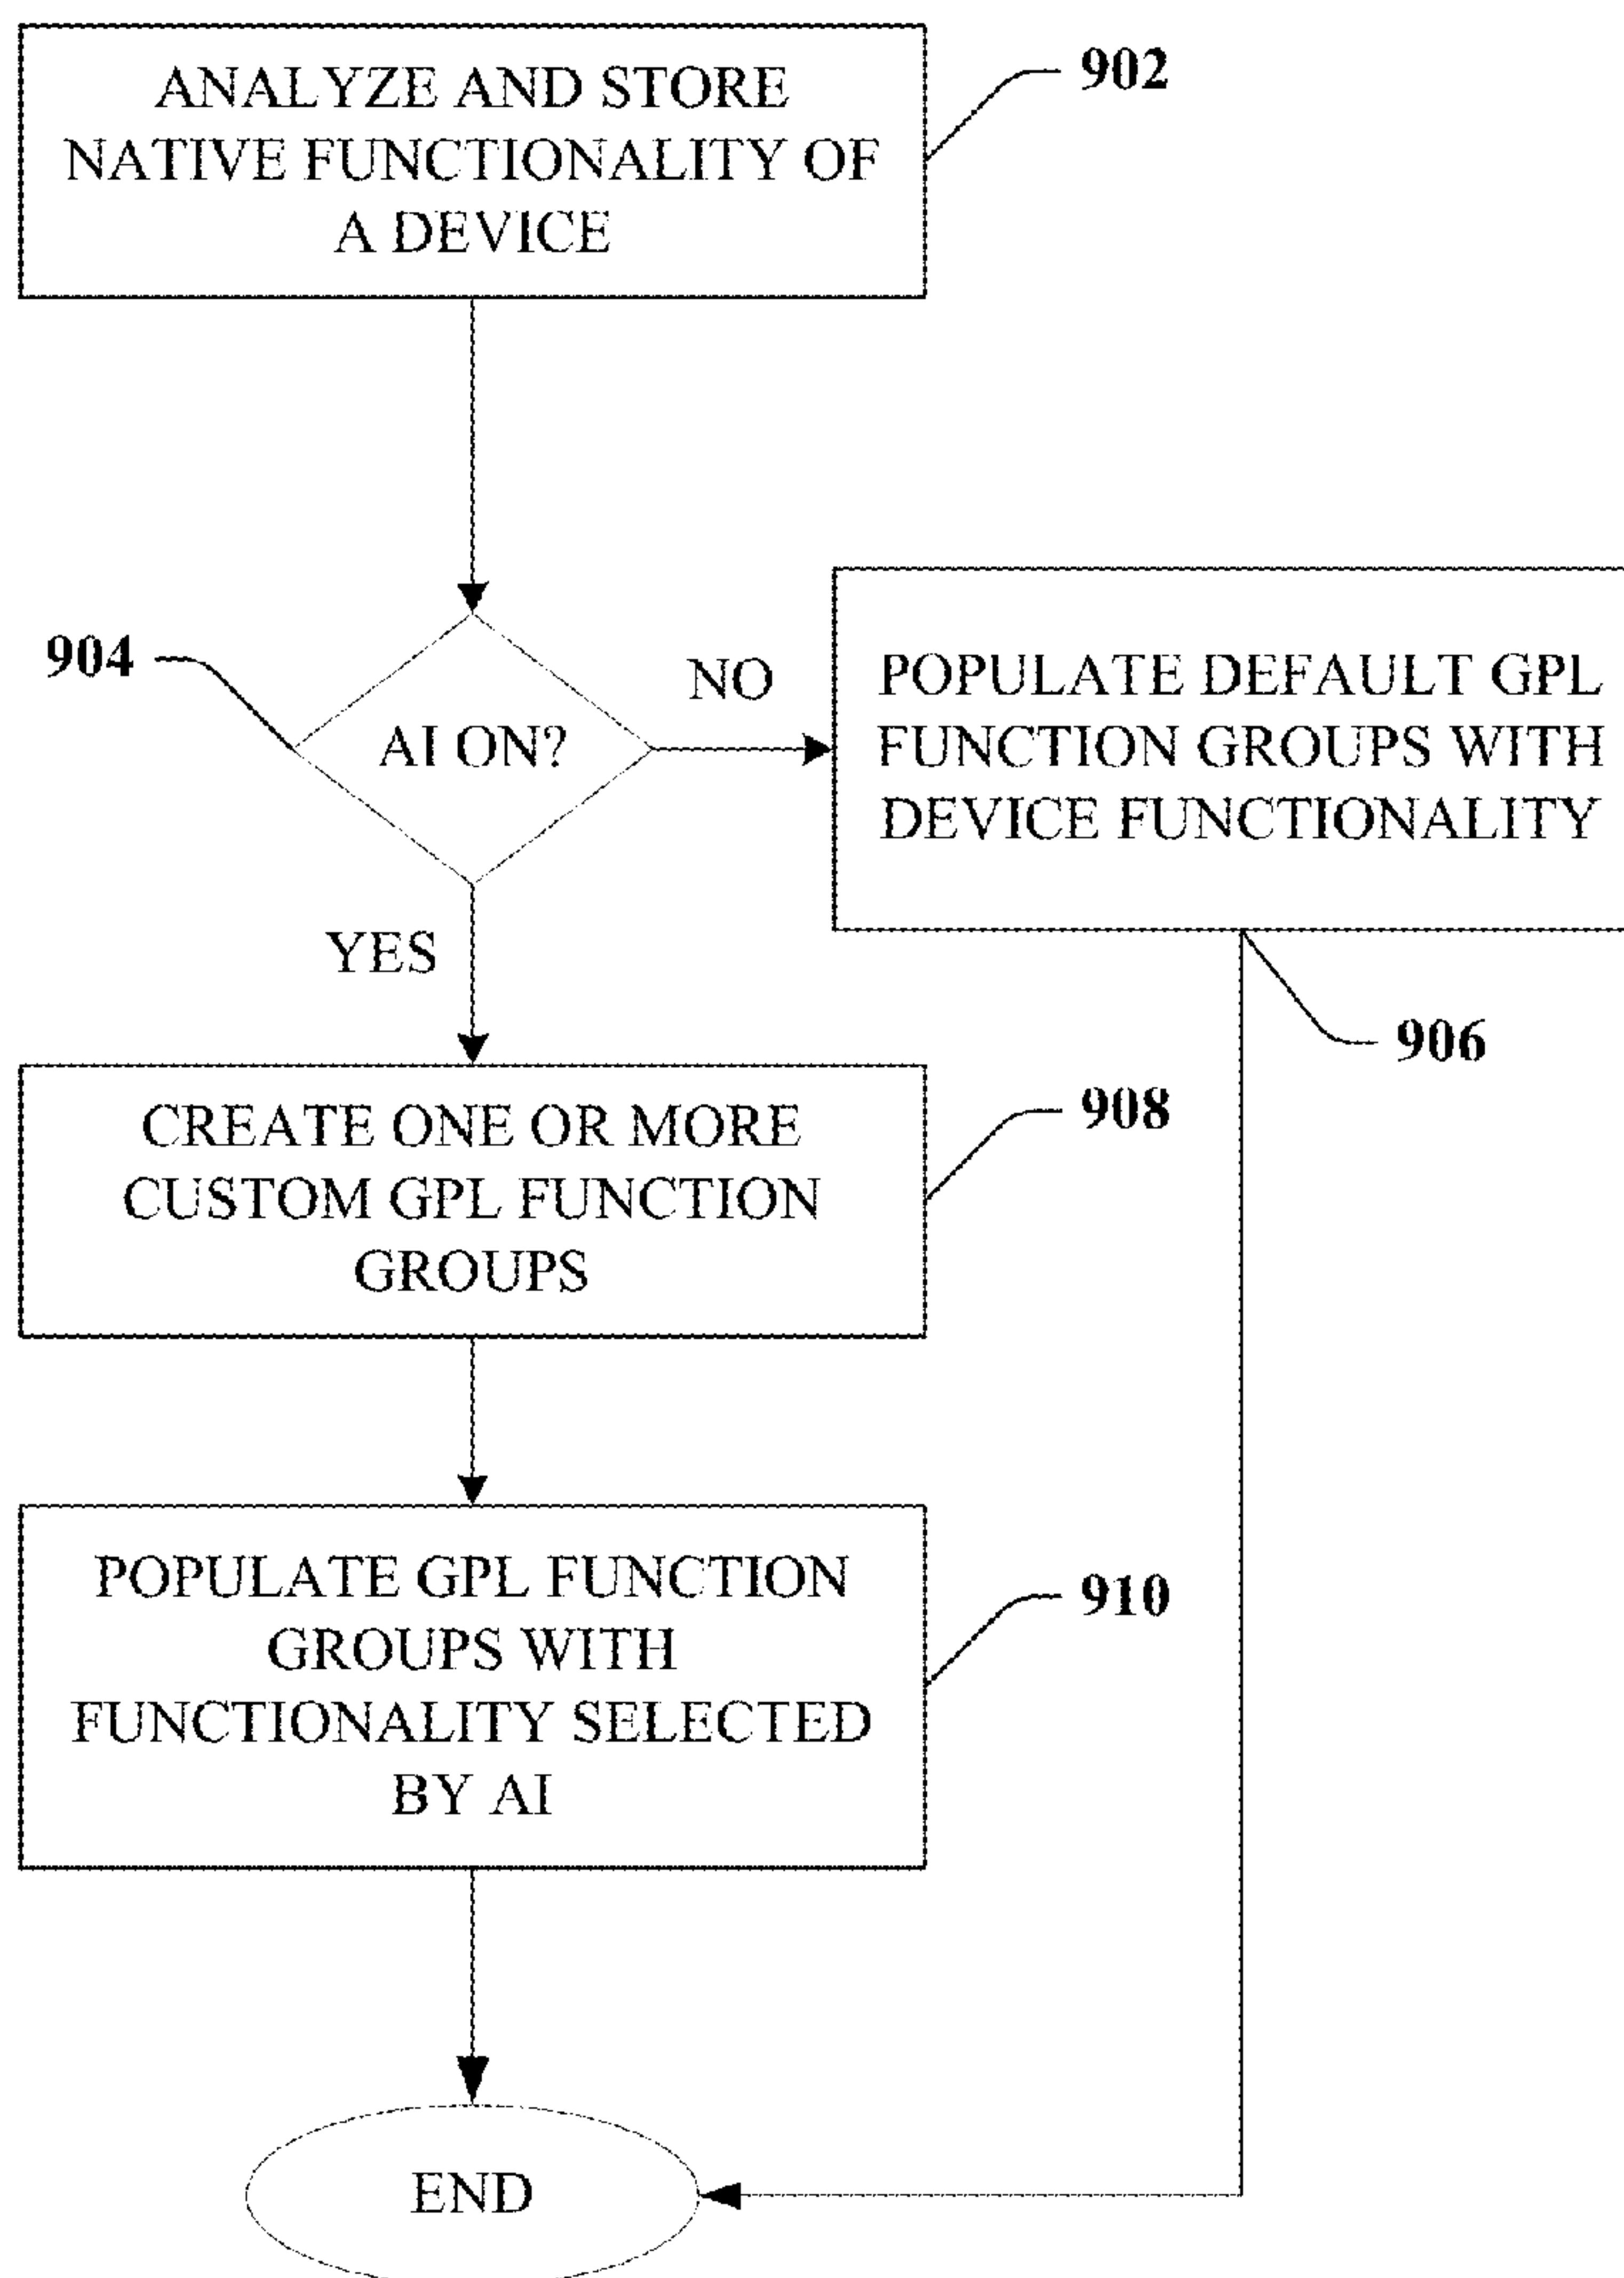 ANALYZE AND STORE
NATIVE FUNCTIONALITY OF
A DEVICE
902
904
AI ON?
NO
POPULATE DEFAULT GPL
FUNCTION GROUPS WITH
DEVICE FUNCTIONALITY
906
YES
CREATE ONE OR MORE
CUSTOM GPL FUNCTION
GROUPS
908
POPULATE GPL FUNCTION
GROUPS WITH
FUNCTIONALITY SELECTED
BY AI
910
END